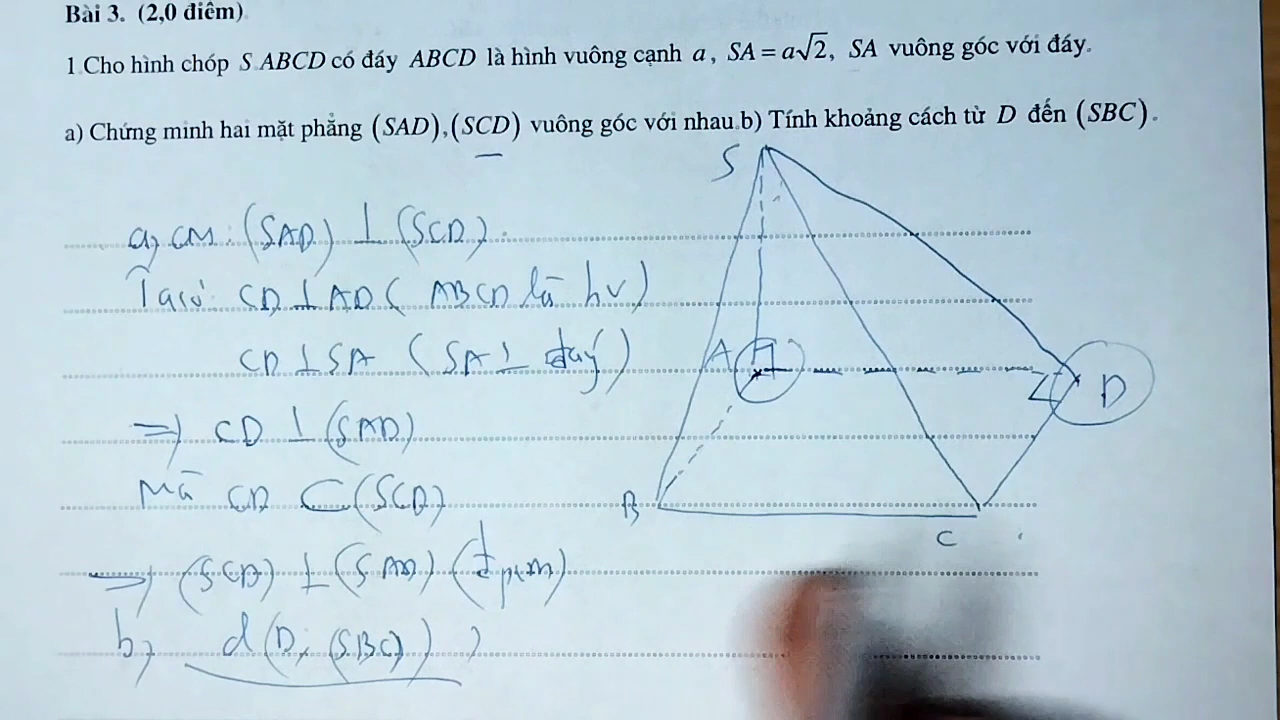 Bài 3. (2,0 điểm)
1.Cho hình chóp S.ABCD có đáy ABCD là hình vuông cạnh a, SA = a√2, SA vuông góc với đáy.
a) Chứng minh hai mặt phẳng (SAD),(SCD) vuông góc với nhau.b) Tính khoảng cách từ D đến (SBC).
S
a, CM: (SAD) ⊥ (SCD).
Ta có: CD ⊥ AD ( ABCD là hv)
CD ⊥ SA ( SA ⊥ đáy)
A
D
=> CD ⊥ (SAD)
Mà CD ⊂ (SCD)
B
C
=> (SCD) ⊥ (SAD) (đpcm)
b, d(D; (SBC)) ?